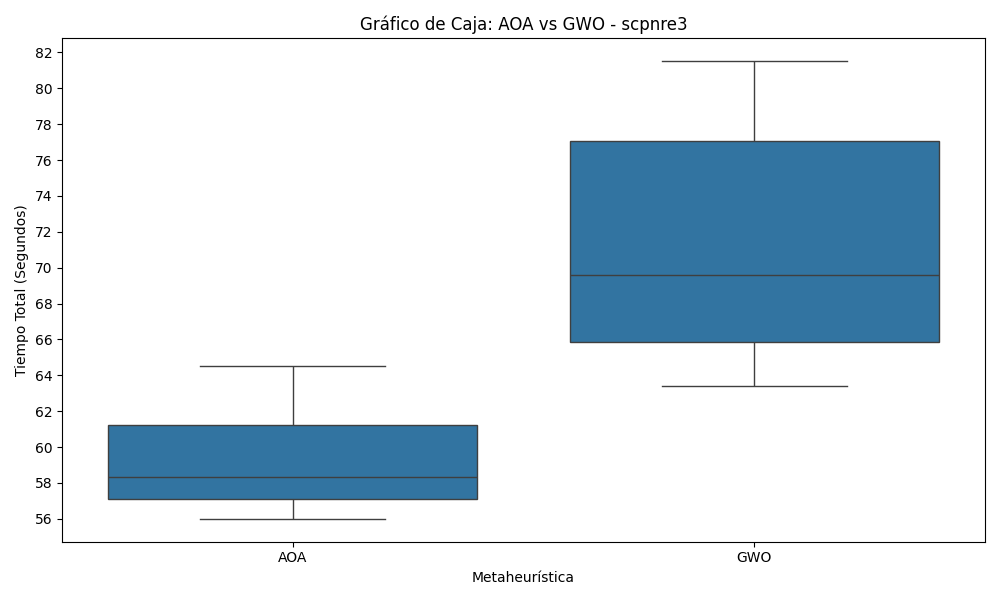 Gráfico de Caja: AOA vs GWO - scpnre3
Tiempo Total (Segundos)
82
80
78
76
74
72
70
68
66
64
62
60
58
56
AOA
GWO
Metaheurística